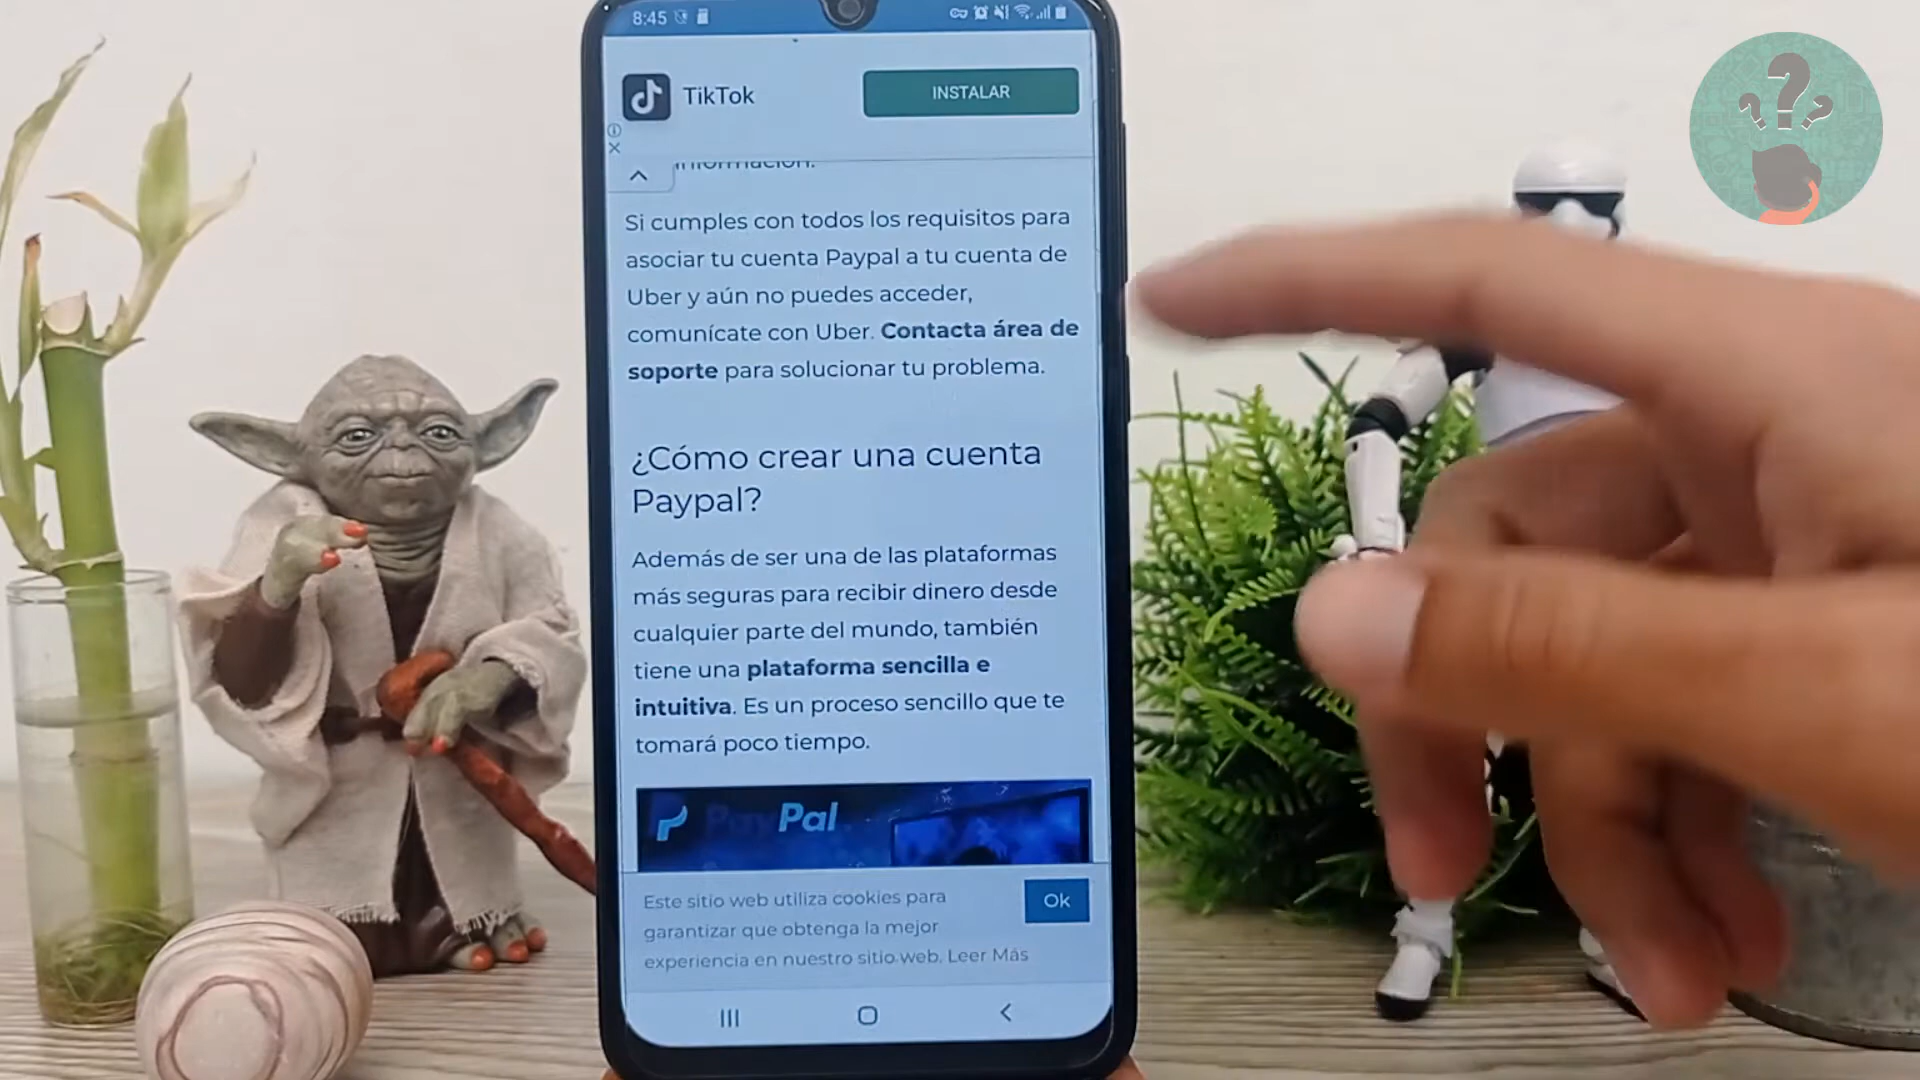 8:45
TikTok
INSTALAR
información.
Si cumples con todos los requisitos para
asociar tu cuenta Paypal a tu cuenta de
Uber y aún no puedes acceder,
comunícate con Uber. Contacta área de
soporte para solucionar tu problema.
¿Cómo crear una cuenta
Paypal?
Además de ser una de las plataformas
más seguras para recibir dinero desde
cualquier parte del mundo, también
tiene una plataforma sencilla e
intuitiva. Es un proceso sencillo que te
tomará poco tiempo.
PayPal
Este sitio web utiliza cookies para
garantizar que obtenga la mejor
experiencia en nuestro sitio web. Leer Más
Ok